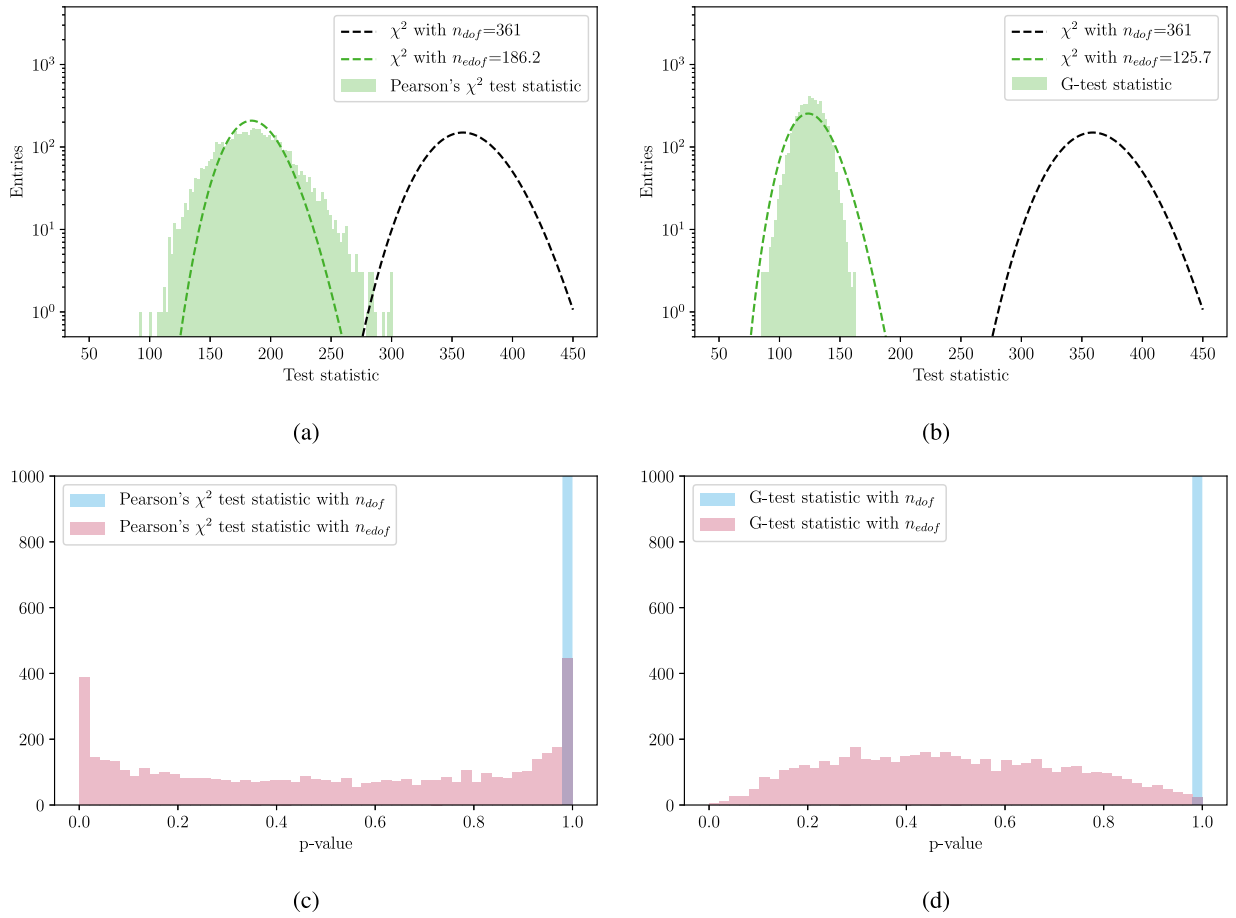 χ² with n_dof=361
χ² with n_edof=186.2
Pearson's χ² test statistic
10³
10²
10¹
10⁰
Entries
50 100 150 200 250 300 350 400 450
Test statistic
(a)
χ² with n_dof=361
χ² with n_edof=125.7
G-test statistic
10³
10²
10¹
10⁰
Entries
50 100 150 200 250 300 350 400 450
Test statistic
(b)
Pearson's χ² test statistic with n_dof
Pearson's χ² test statistic with n_edof
1000
800
600
400
200
0
0.0 0.2 0.4 0.6 0.8 1.0
p-value
(c)
G-test statistic with n_dof
G-test statistic with n_edof
1000
800
600
400
200
0
0.0 0.2 0.4 0.6 0.8 1.0
p-value
(d)